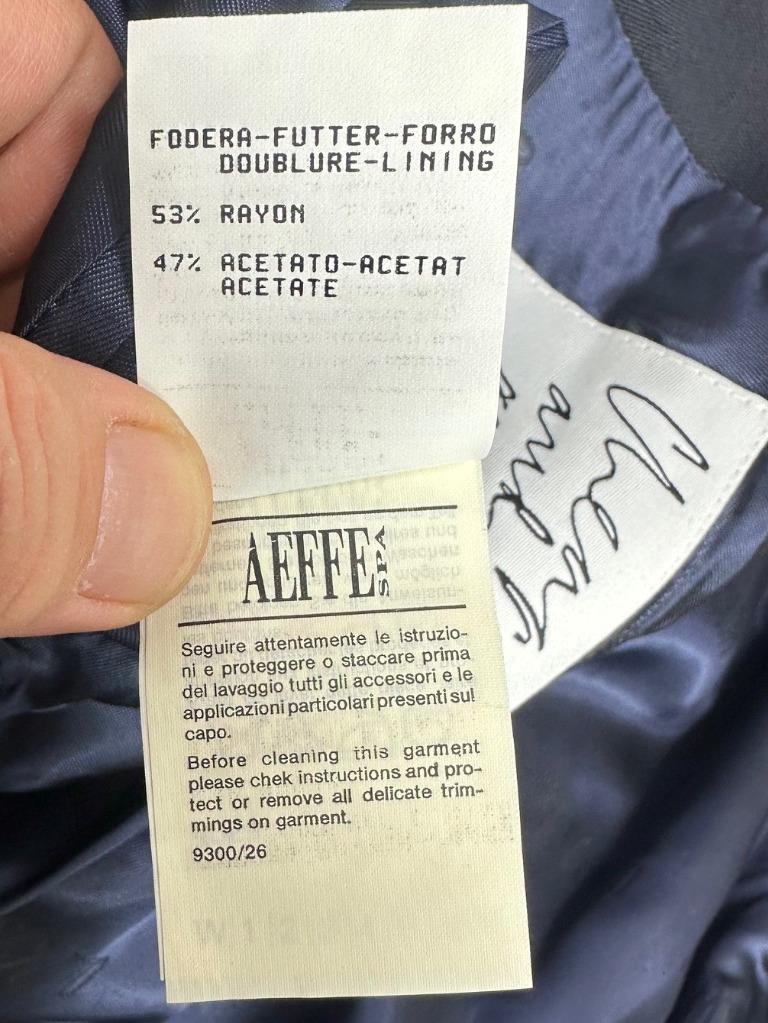 FODERA-FUTTER-FORRO
DOUBLURE-LINING
53% RAYON
47% ACETATO-ACETAT
ACETATE
Cheap
and
AEFFE SPA
Seguire attentamente le istruzio-
ni e proteggere o staccare prima
del lavaggio tutti gli accessori e le
applicazioni particolari presenti sul
capo.
Before cleaning this garment
please chek instructions and pro-
tect or remove all delicate trim-
mings on garment.
9300/26